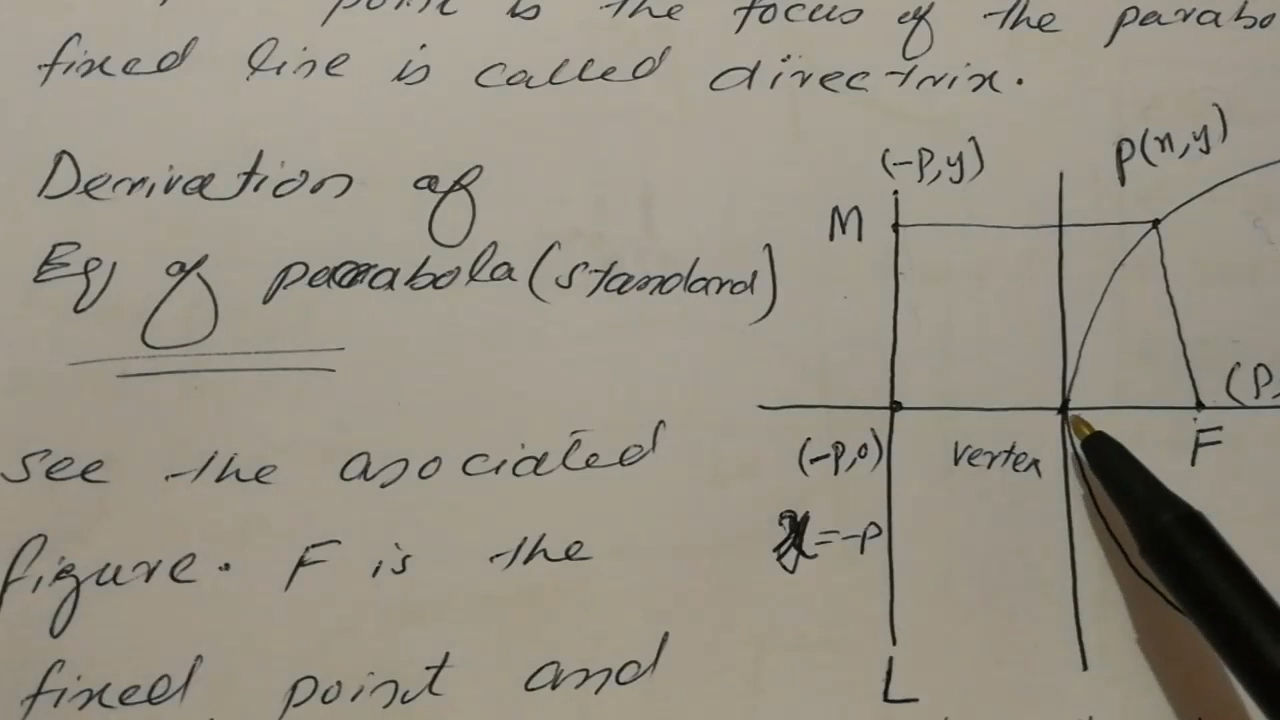 point is the focus of the parabo
fixed line is called directrix.
Derivation of
Eq of parabola (standard)
(-P,y)
P(x,y)
M
(P,
(-P,0)
vertex
F
x=-P
L
see the asociated
figure. F is the
fixed point and